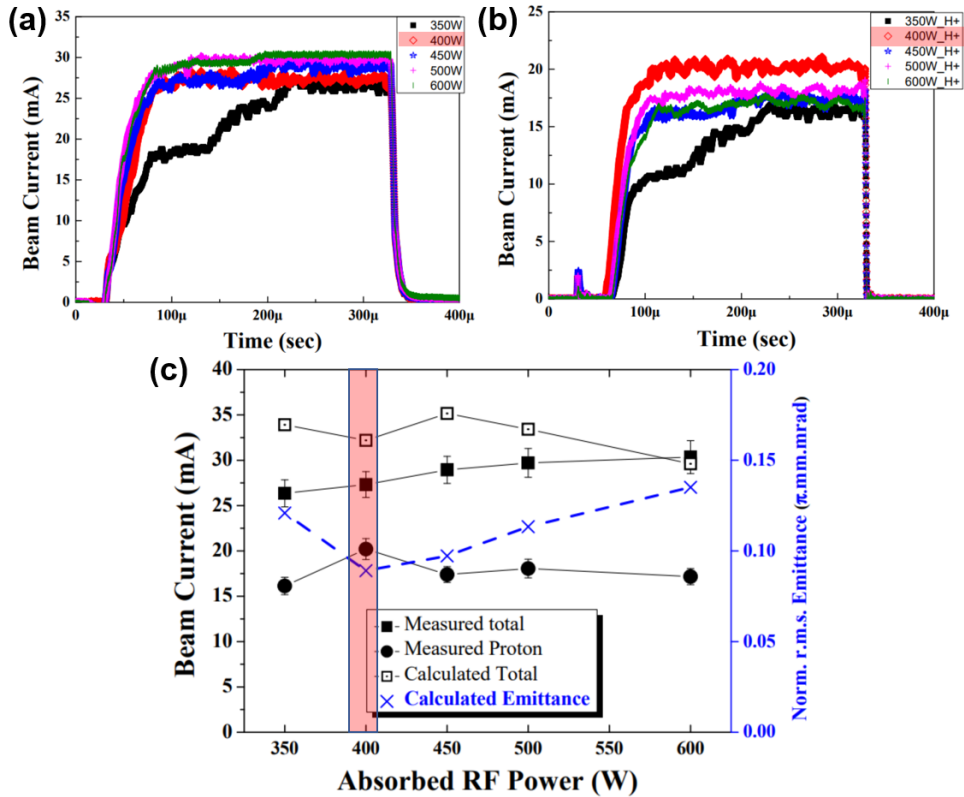 (a)
35
30
25
20
15
10
5
0
Beam Current (mA)
0
100μ
200μ
300μ
400μ
Time (sec)
350W
400W
450W
500W
600W
(b)
25
20
15
10
5
0
Beam Current (mA)
0
100μ
200μ
300μ
400μ
Time (sec)
350W_H+
400W_H+
450W_H+
500W_H+
600W_H+
(c)
40
35
30
25
20
15
10
5
0
Beam Current (mA)
0.20
0.15
0.10
0.05
0.00
Norm. r.m.s. Emittance (π.mm.mrad)
Measured total
Measured Proton
Calculated Total
Calculated Emittance
350
400
450
500
550
600
Absorbed RF Power (W)